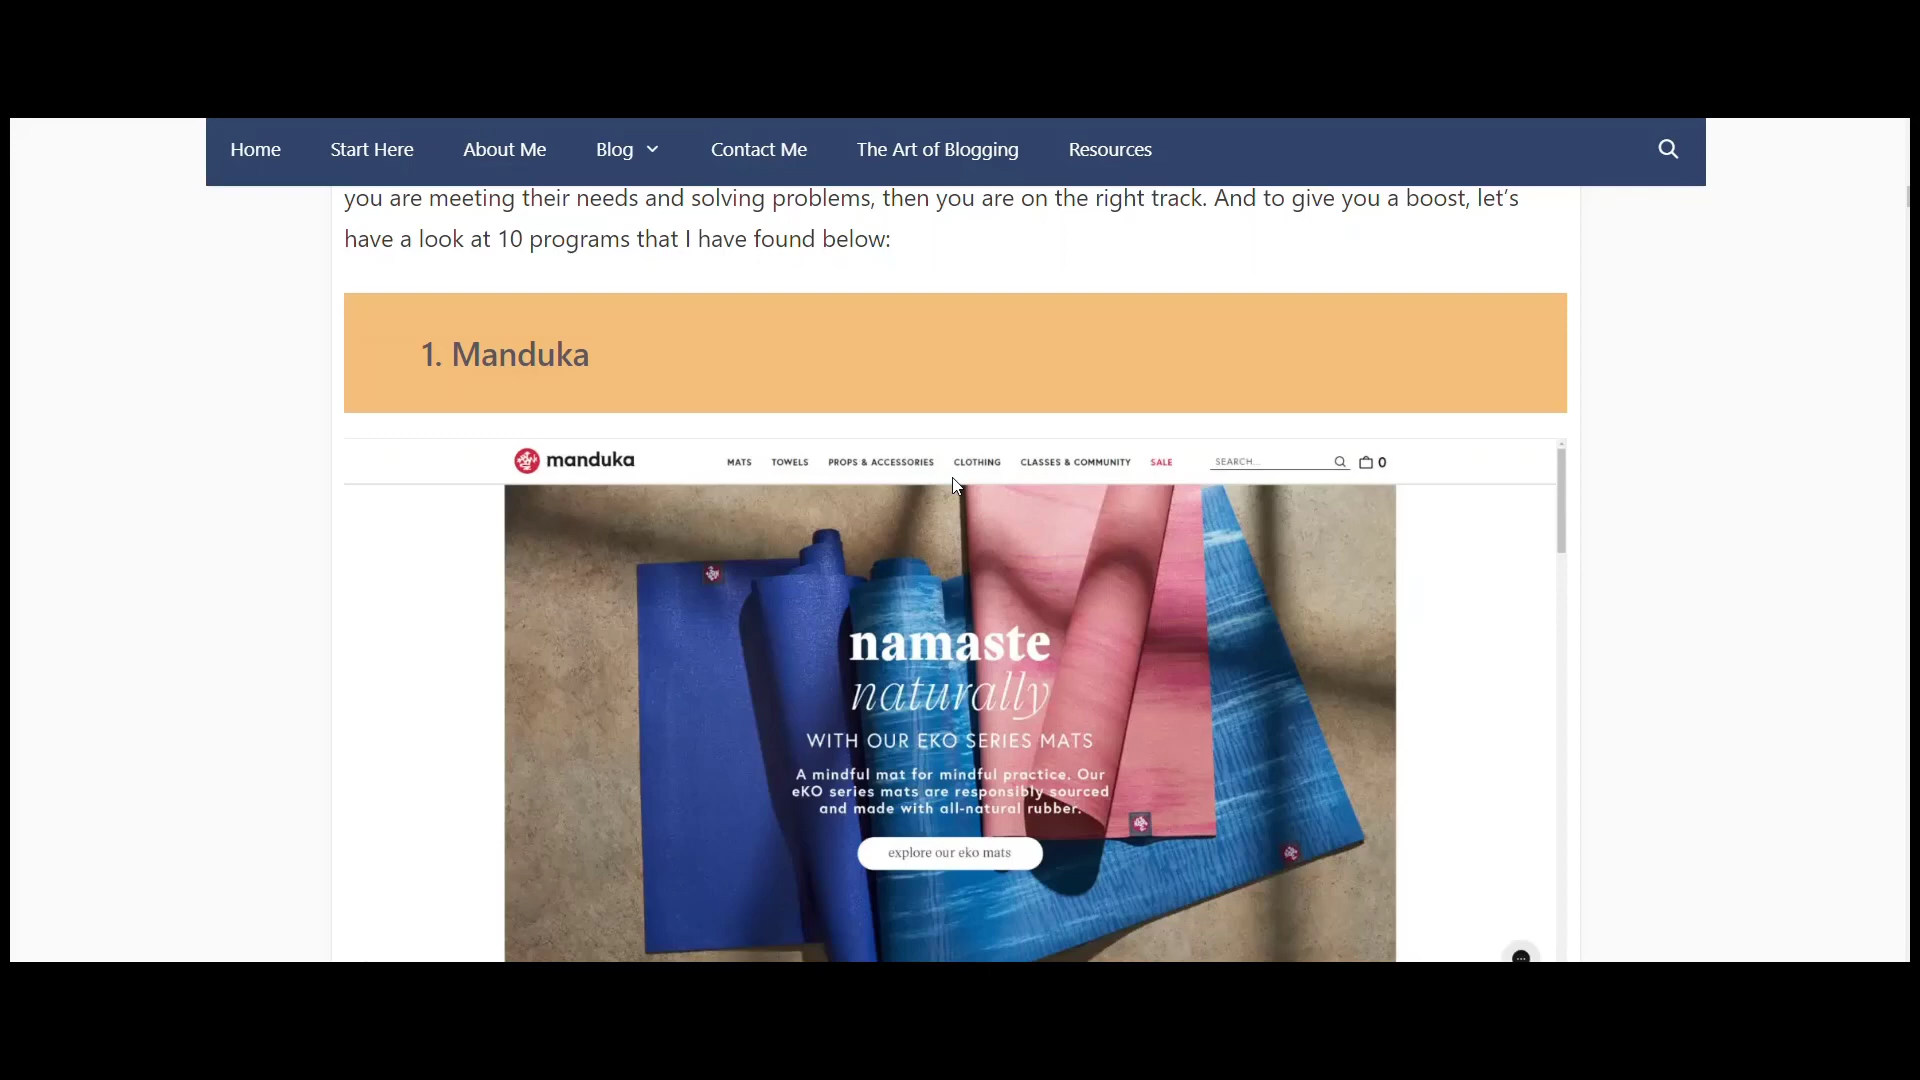 Home Start Here About Me Blog Contact Me The Art of Blogging Resources
you are meeting their needs and solving problems, then you are on the right track. And to give you a boost, let’s
have a look at 10 programs that I have found below:
1. Manduka
manduka MATS TOWELS PROPS & ACCESSORIES CLOTHING CLASSES & COMMUNITY SALE SEARCH... 0
namaste
naturally
WITH OUR EKO SERIES MATS
A mindful mat for mindful practice. Our
eKO series mats are responsibly sourced
and made with all-natural rubber.
explore our eko mats